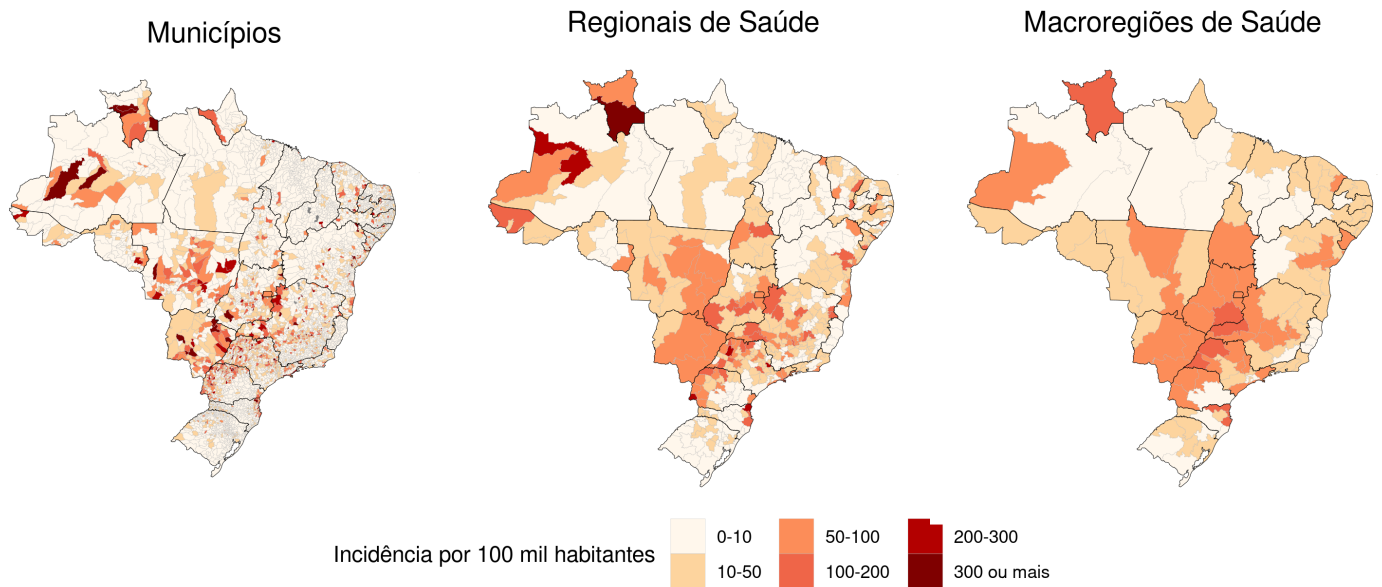 Municípios
Regionais de Saúde
Macroregiões de Saúde
Incidência por 100 mil habitantes
0-10
50-100
200-300
10-50
100-200
300 ou mais